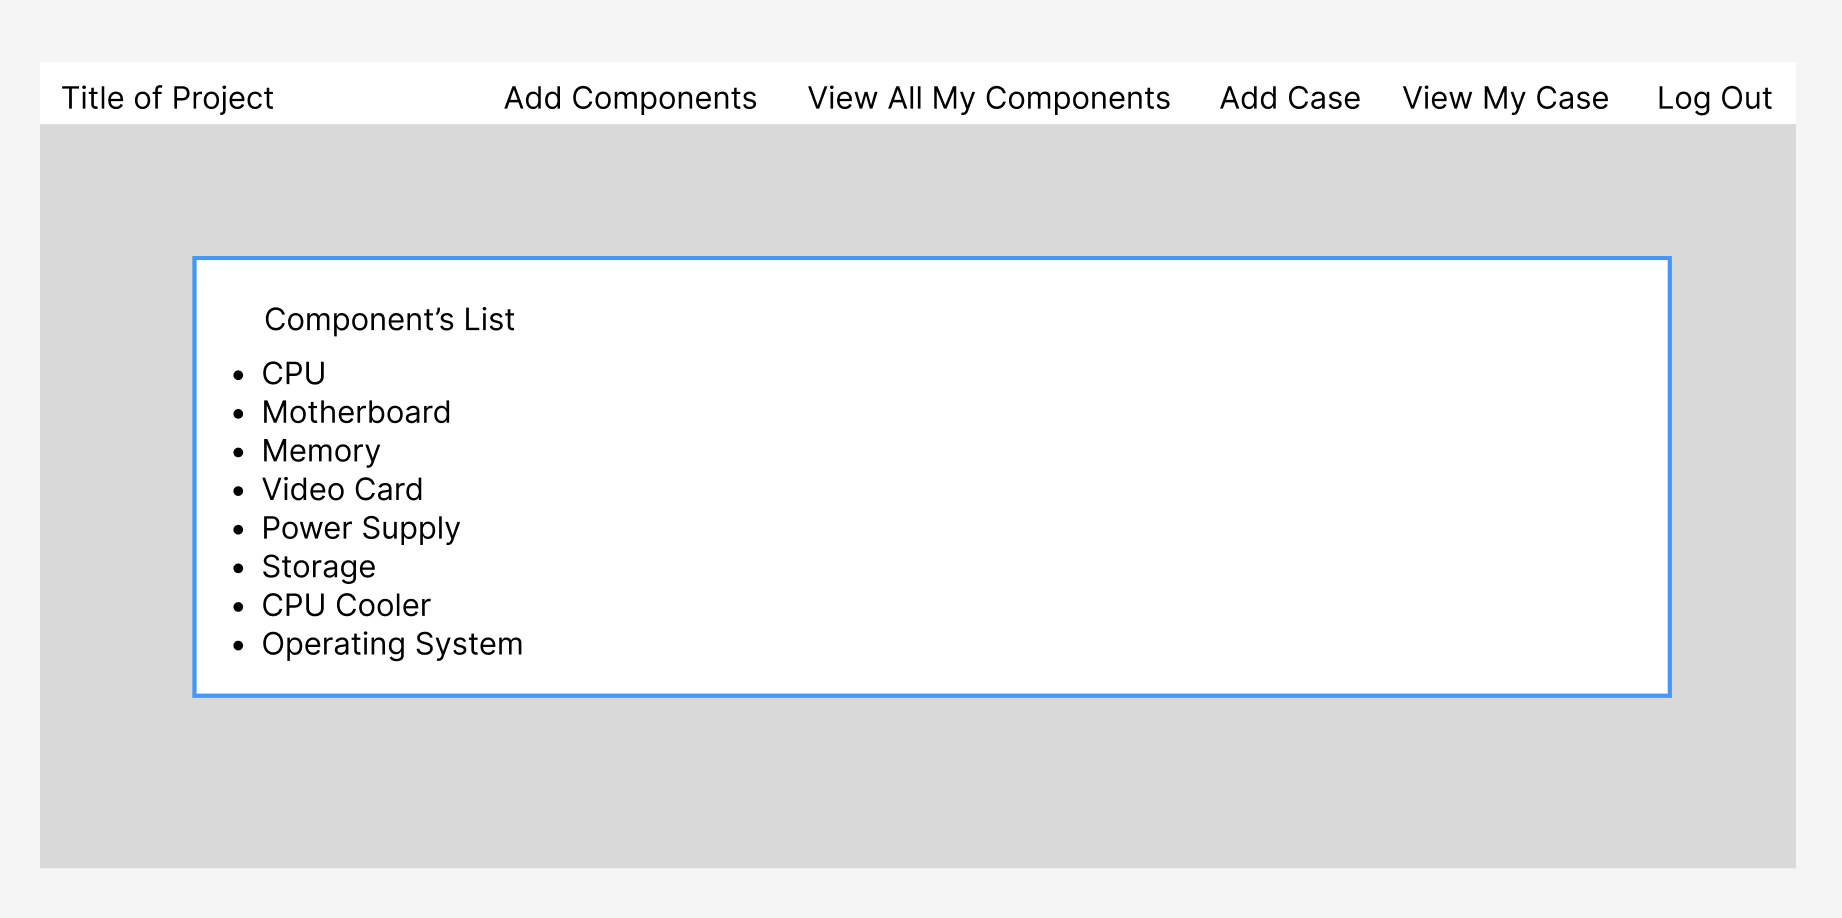 Title of Project Add Components View All My Components Add Case View My Case Log Out
Component’s List
• CPU
• Motherboard
• Memory
• Video Card
• Power Supply
• Storage
• CPU Cooler
• Operating System